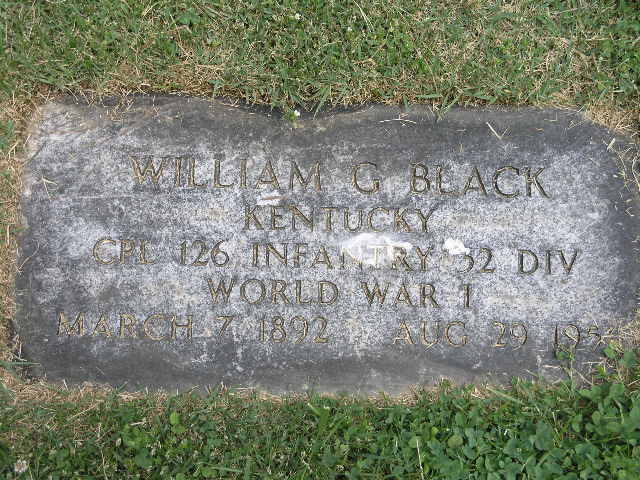 WILLIAM G BLACK
KENTUCKY
CPL 126 INFANTRY 32 DIV
WORLD WAR I
MARCH 7 1892 AUG 29